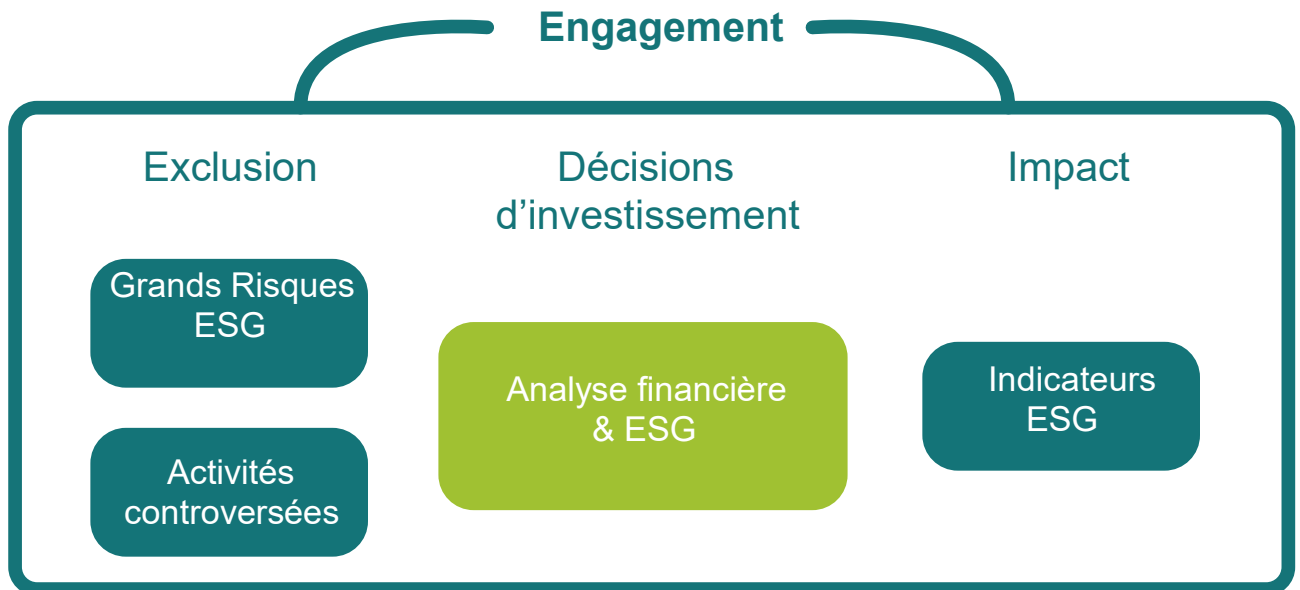 Engagement
Exclusion
Grands Risques
ESG
Activités
controversées
Décisions
d’investissement
Analyse financière
& ESG
Impact
Indicateurs
ESG